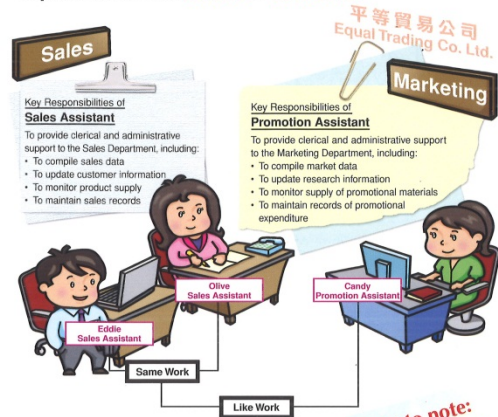 平等貿易公司
Equal Trading Co. Ltd.
Sales
Marketing
Key Responsibilities of
Sales Assistant
To provide clerical and administrative
support to the Sales Department, including:
• To compile sales data
• To update customer information
• To monitor product supply
• To maintain sales records
Key Responsibilities of
Promotion Assistant
To provide clerical and administrative support
to the Marketing Department, including:
• To compile market data
• To update research information
• To monitor supply of promotional materials
• To maintain records of promotional
expenditure
Olive
Sales Assistant
Candy
Promotion Assistant
Eddie
Sales Assistant
Same Work
Like Work
note: